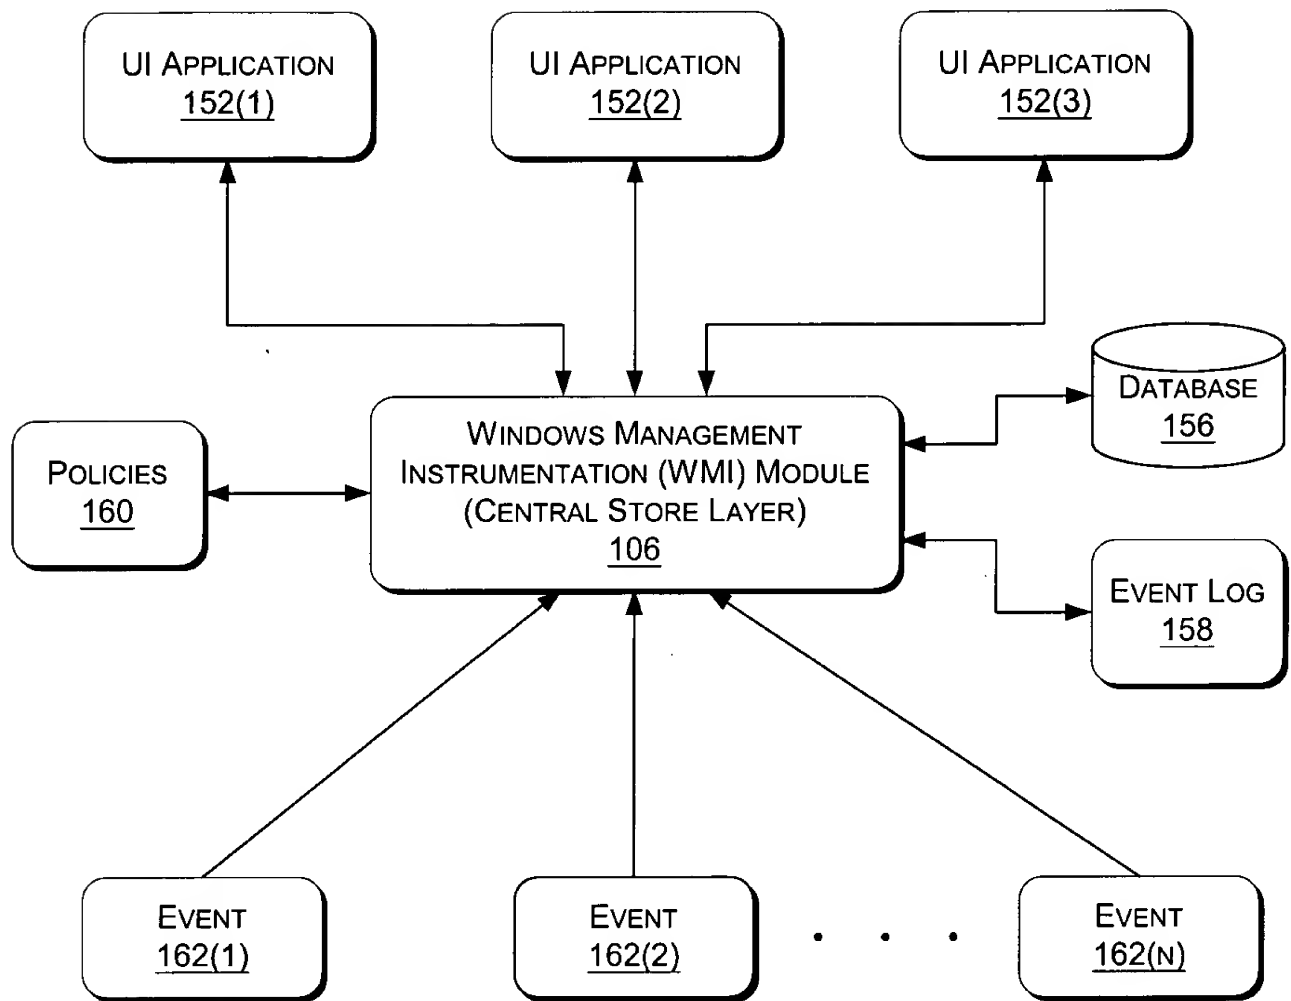 UI APPLICATION
152(1)
UI APPLICATION
152(2)
UI APPLICATION
152(3)
DATABASE
156
WINDOWS MANAGEMENT
INSTRUMENTATION (WMI) MODULE
(CENTRAL STORE LAYER)
106
POLICIES
160
EVENT LOG
158
EVENT
162(1)
EVENT
162(2)
. . .
EVENT
162(N)